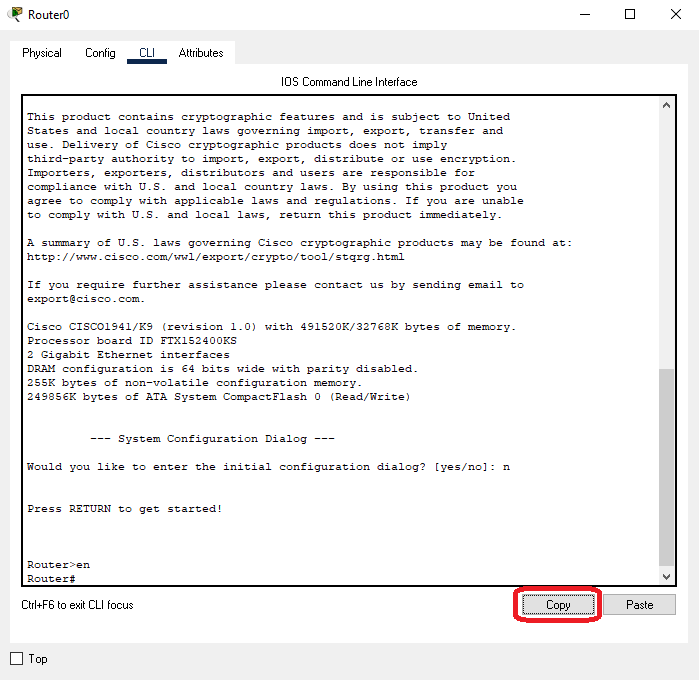 Router0
Physical Config CLI Attributes
IOS Command Line Interface
This product contains cryptographic features and is subject to United
States and local country laws governing import, export, transfer and
use. Delivery of Cisco cryptographic products does not imply
third-party authority to import, export, distribute or use encryption.
Importers, exporters, distributors and users are responsible for
compliance with U.S. and local country laws. By using this product you
agree to comply with applicable laws and regulations. If you are unable
to comply with U.S. and local laws, return this product immediately.
A summary of U.S. laws governing Cisco cryptographic products may be found at:
http://www.cisco.com/wwl/export/crypto/tool/stqrg.html
If you require further assistance please contact us by sending email to
export@cisco.com.
Cisco CISCO1941/K9 (revision 1.0) with 491520K/32768K bytes of memory.
Processor board ID FTX152400KS
2 Gigabit Ethernet interfaces
DRAM configuration is 64 bits wide with parity disabled.
255K bytes of non-volatile configuration memory.
249856K bytes of ATA System CompactFlash 0 (Read/Write)
--- System Configuration Dialog ---
Would you like to enter the initial configuration dialog? [yes/no]: n
Press RETURN to get started!
Router>en
Router#
Ctrl+F6 to exit CLI focus
Copy Paste
Top